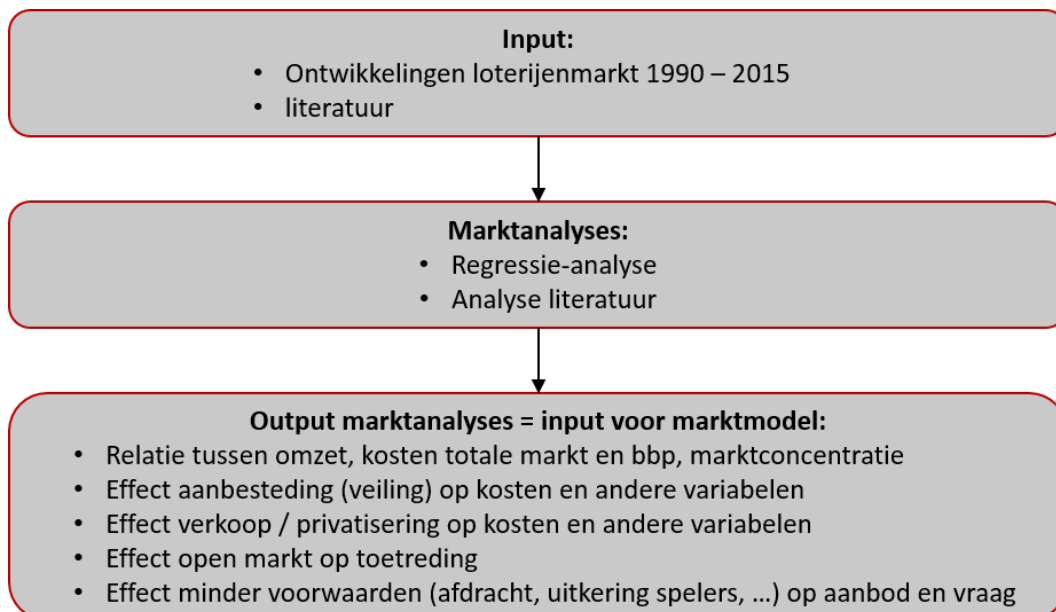 Input:
• Ontwikkelingen loterijenmarkt 1990 – 2015
• literatuur
Marktanalyses:
• Regressie-analyse
• Analyse literatuur
Output marktanalyses = input voor marktmodel:
• Relatie tussen omzet, kosten totale markt en bbp, marktconcentratie
• Effect aanbesteding (veiling) op kosten en andere variabelen
• Effect verkoop / privatisering op kosten en andere variabelen
• Effect open markt op toetreding
• Effect minder voorwaarden (afdracht, uitkering spelers, …) op aanbod en vraag